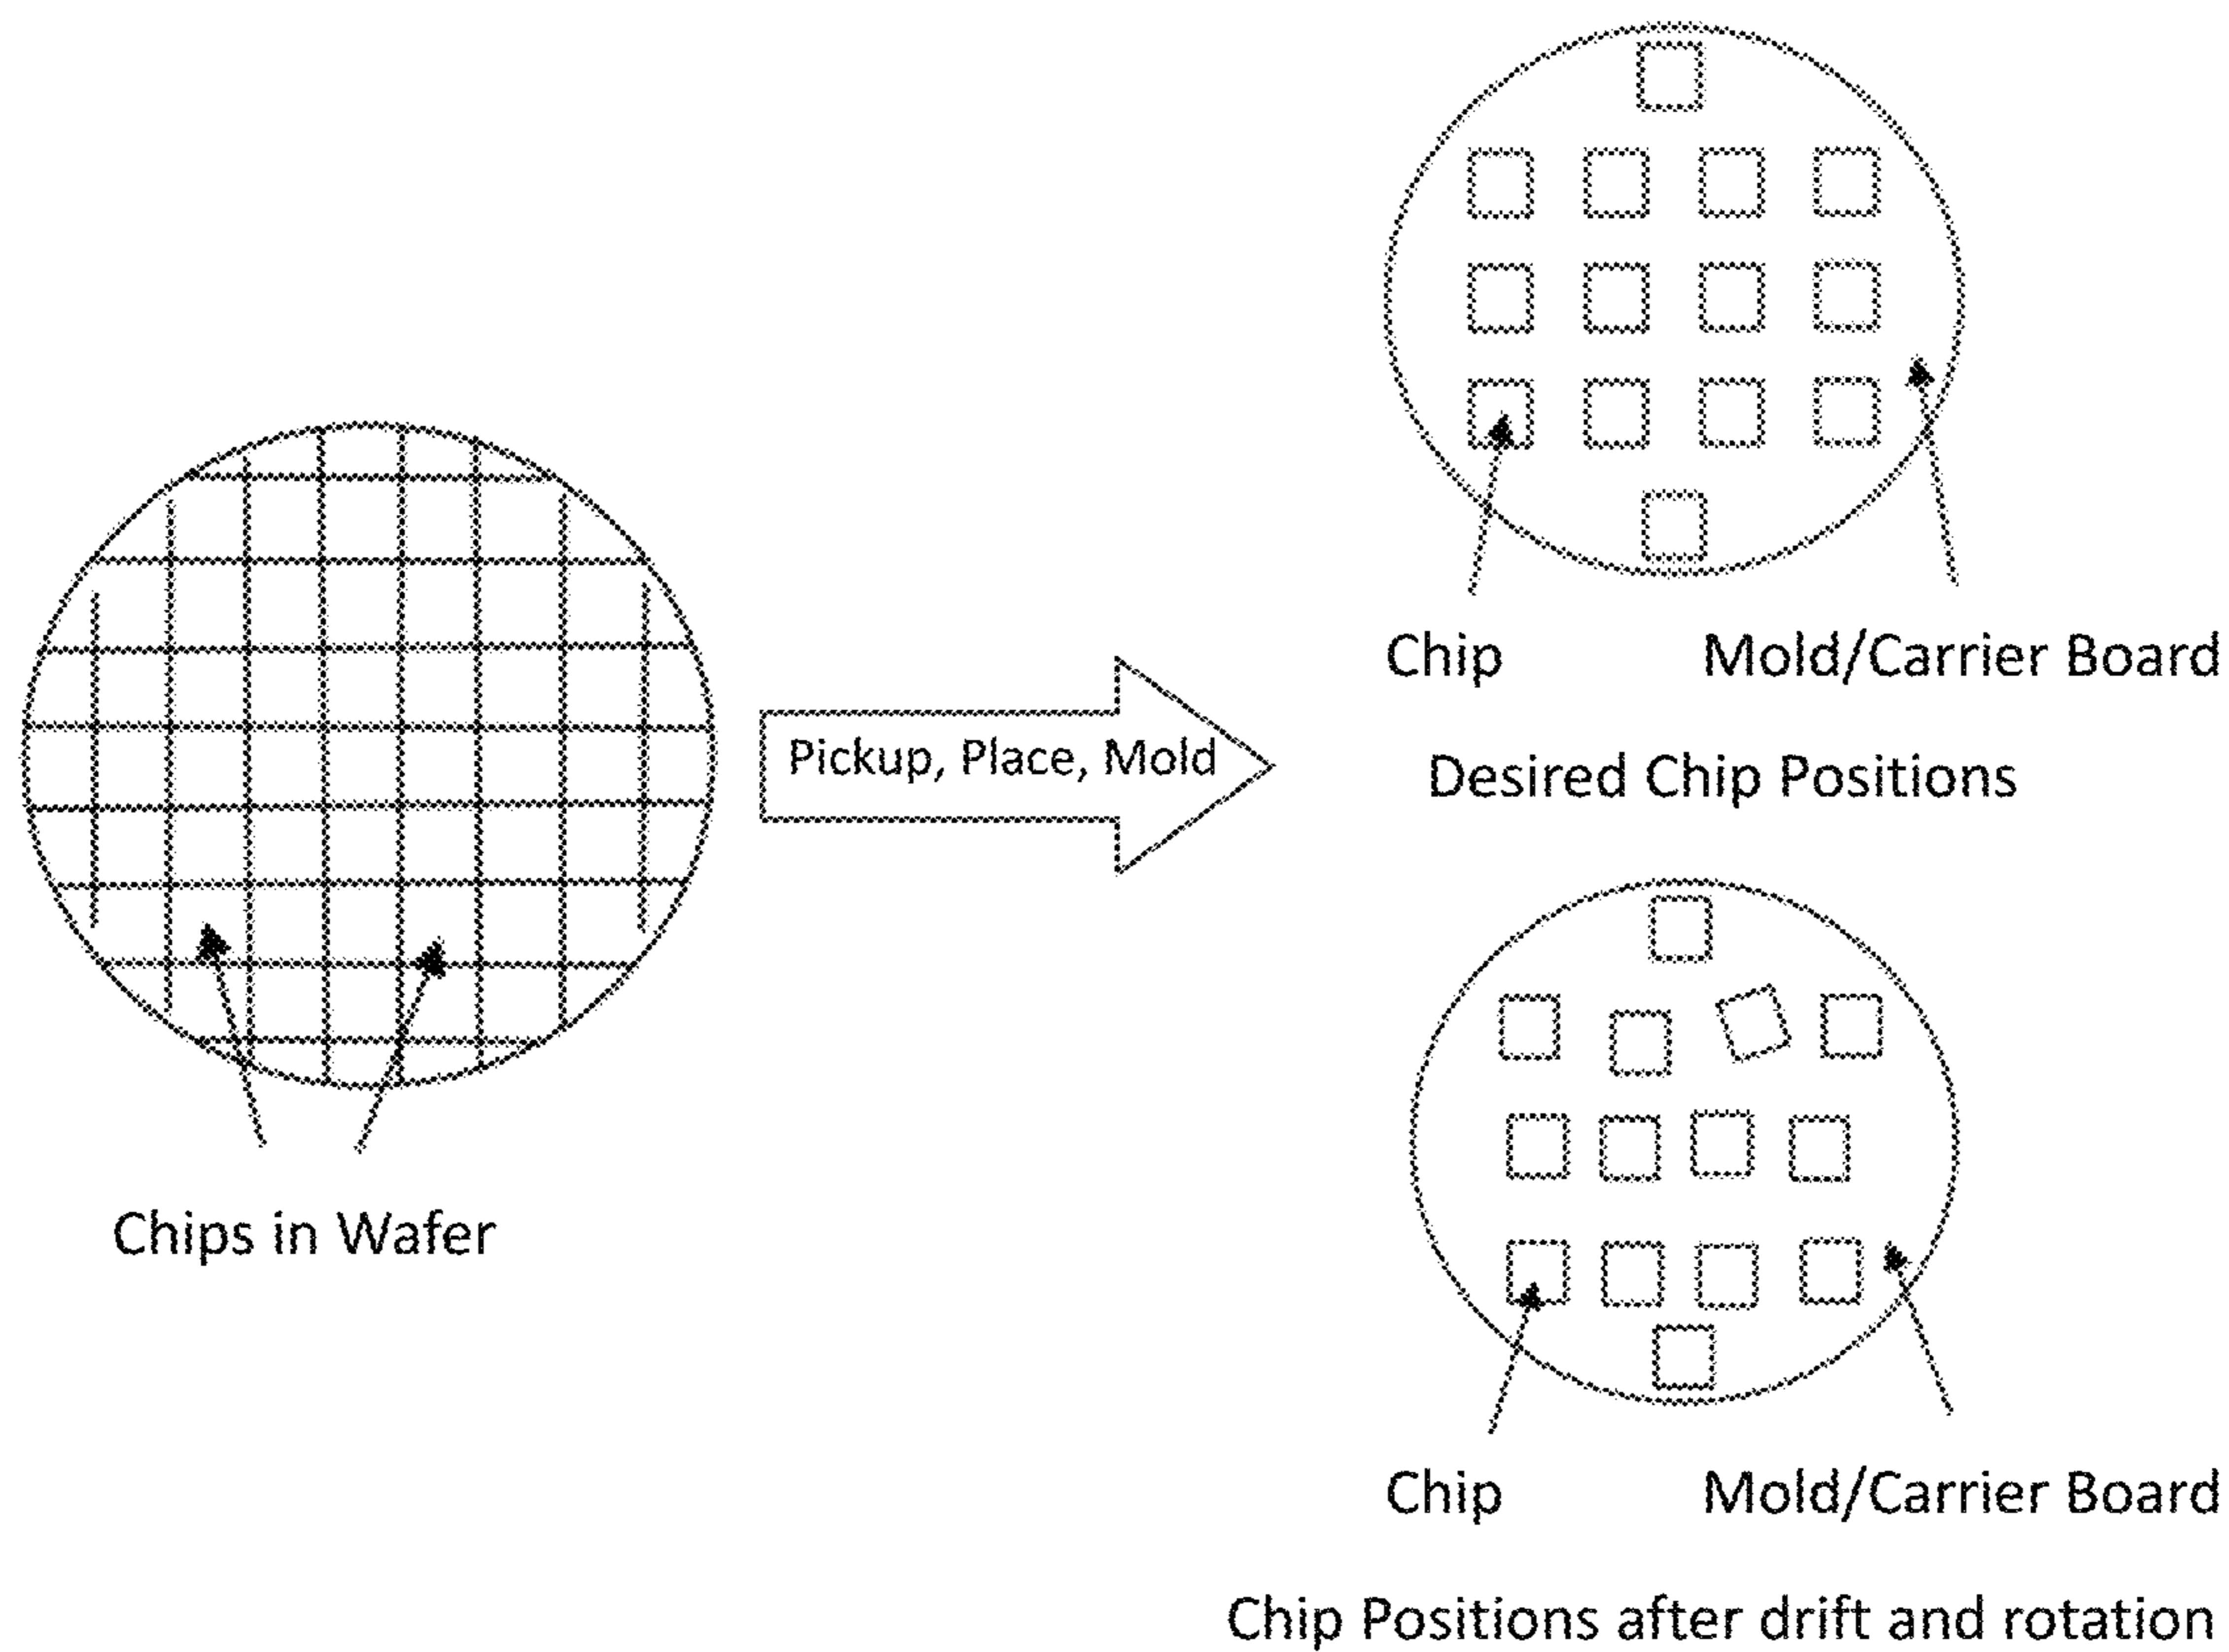 Chip
Mold/Carrier Board
Pickup, Place, Mold
Desired Chip Positions
Chips in Wafer
Chip
Mold/Carrier Board
Chip Positions after drift and rotation